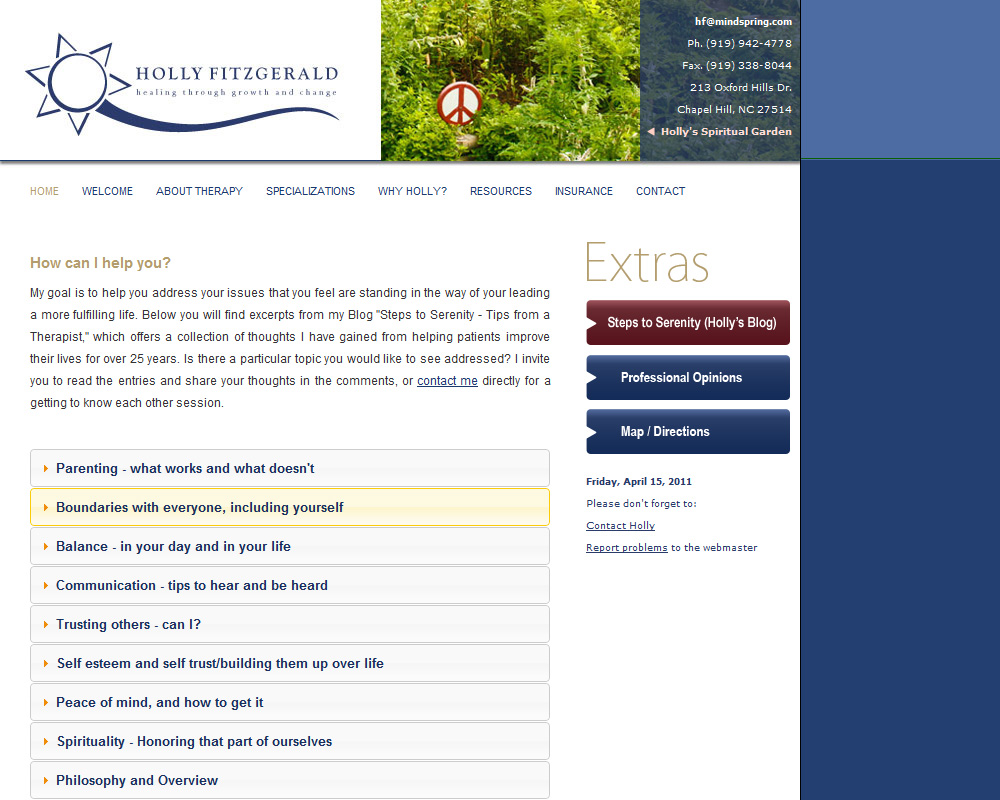 HOLLY FITZGERALD
healing through growth and change
hf@mindspring.com
Ph. (919) 942-4778
Fax. (919) 338-8044
213 Oxford Hills Dr.
Chapel Hill, NC 27514
Holly's Spiritual Garden
HOME WELCOME ABOUT THERAPY SPECIALIZATIONS WHY HOLLY? RESOURCES INSURANCE CONTACT
How can I help you?
My goal is to help you address your issues that you feel are standing in the way of your leading
a more fulfilling life. Below you will find excerpts from my Blog "Steps to Serenity - Tips from a
Therapist," which offers a collection of thoughts I have gained from helping patients improve
their lives for over 25 years. Is there a particular topic you would like to see addressed? I invite
you to read the entries and share your thoughts in the comments, or contact me directly for a
getting to know each other session.
Parenting - what works and what doesn't
Boundaries with everyone, including yourself
Balance - in your day and in your life
Communication - tips to hear and be heard
Trusting others - can I?
Self esteem and self trust/building them up over life
Peace of mind, and how to get it
Spirituality - Honoring that part of ourselves
Philosophy and Overview
Extras
Steps to Serenity (Holly's Blog)
Professional Opinions
Map / Directions
Friday, April 15, 2011
Please don't forget to:
Contact Holly
Report problems to the webmaster